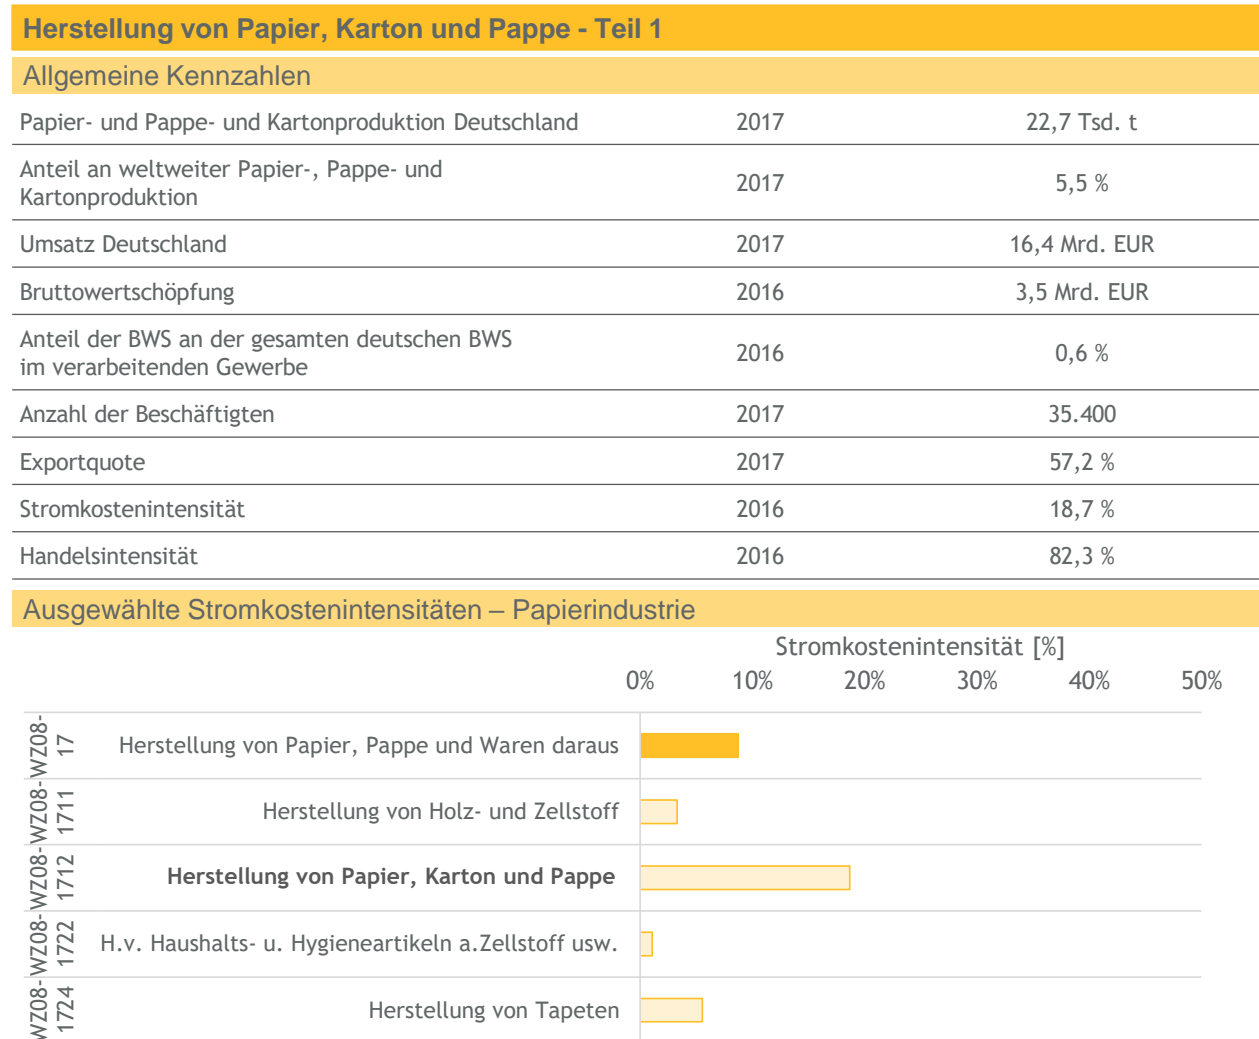 Herstellung von Papier, Karton und Pappe - Teil 1
Allgemeine Kennzahlen
Papier- und Pappe- und Kartonproduktion Deutschland 2017 22,7 Tsd. t
Anteil an weltweiter Papier-, Pappe- und
Kartonproduktion 2017 5,5 %
Umsatz Deutschland 2017 16,4 Mrd. EUR
Bruttowertschöpfung 2016 3,5 Mrd. EUR
Anteil der BWS an der gesamten deutschen BWS
im verarbeitenden Gewerbe 2016 0,6 %
Anzahl der Beschäftigten 2017 35.400
Exportquote 2017 57,2 %
Stromkostenintensität 2016 18,7 %
Handelsintensität 2016 82,3 %
Ausgewählte Stromkostenintensitäten – Papierindustrie
Stromkostenintensität [%]
0% 10% 20% 30% 40% 50%
WZ08-
17
Herstellung von Papier, Pappe und Waren daraus
WZ08-
1711
Herstellung von Holz- und Zellstoff
WZ08-
1712
Herstellung von Papier, Karton und Pappe
WZ08-
1722
H.v. Haushalts- u. Hygieneartikeln a.Zellstoff usw.
WZ08-
1724
Herstellung von Tapeten